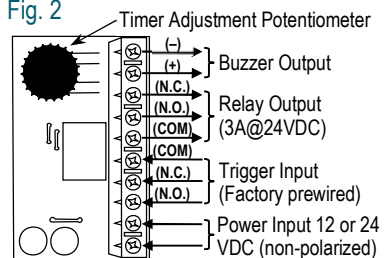 Fig. 2
Timer Adjustment Potentiometer
(–)
(+)
Buzzer Output
(N.C.)
(N.O.)
(COM)
Relay Output
(3A@24VDC)
(COM)
(N.C.)
(N.O.)
Trigger Input
(Factory prewired)
Power Input 12 or 24
VDC (non-polarized)